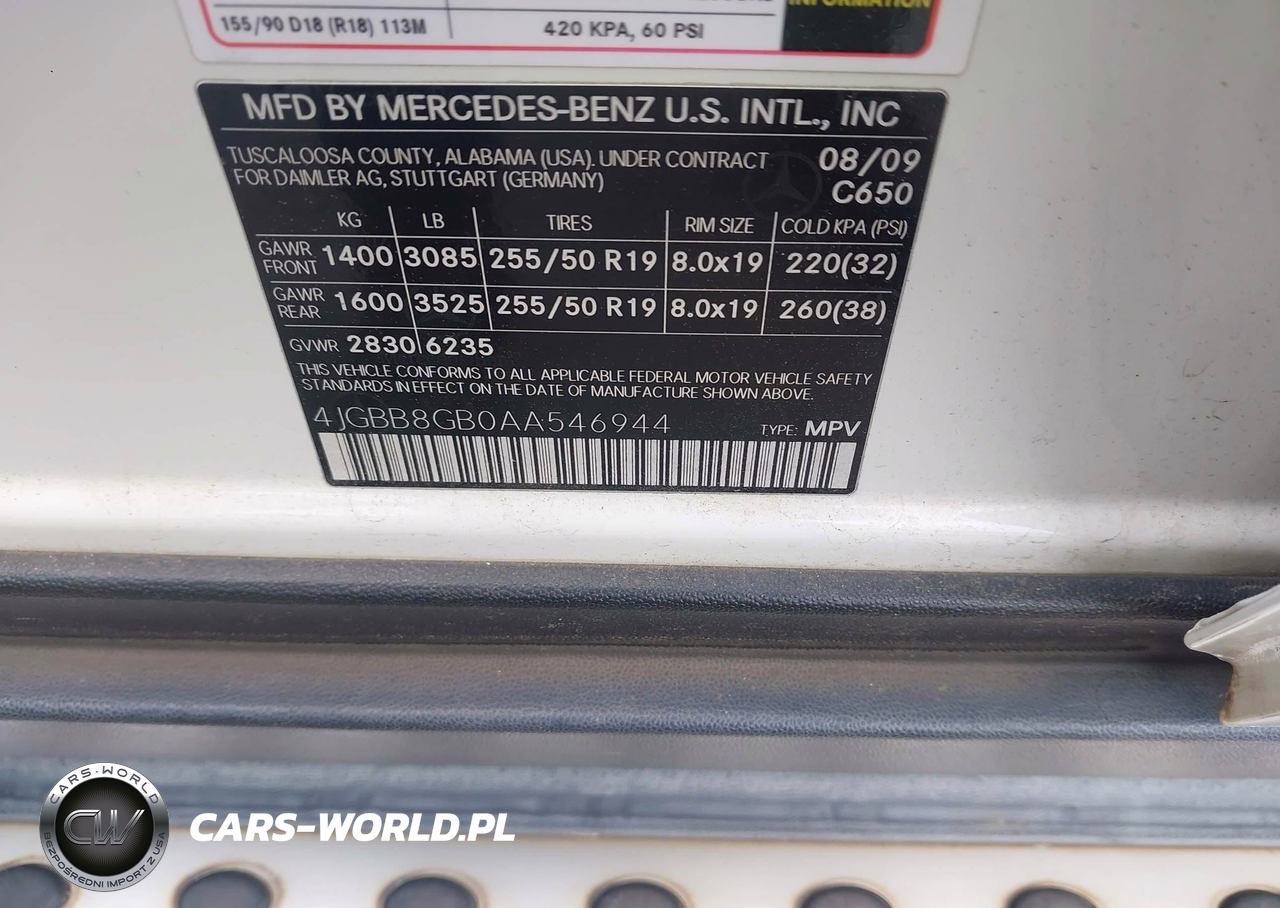 INFORMATION
155/90 D18 (R18) 113M 420 KPA, 60 PSI
MFD BY MERCEDES-BENZ U.S. INTL., INC
TUSCALOOSA COUNTY, ALABAMA (USA). UNDER CONTRACT 08/09
FOR DAIMLER AG, STUTTGART (GERMANY) C650
KG LB TIRES RIM SIZE COLD KPA (PSI)
GAWR FRONT 1400 3085 255/50 R19 8.0x19 220(32)
GAWR REAR 1600 3525 255/50 R19 8.0x19 260(38)
GVWR 2830 6235
THIS VEHICLE CONFORMS TO ALL APPLICABLE FEDERAL MOTOR VEHICLE SAFETY
STANDARDS IN EFFECT ON THE DATE OF MANUFACTURE SHOWN ABOVE.
4JGBB8GB0AA546944 TYPE: MPV
CARS-WORLD
CW
BEZPOŚREDNI IMPORT Z USA
CARS-WORLD.PL